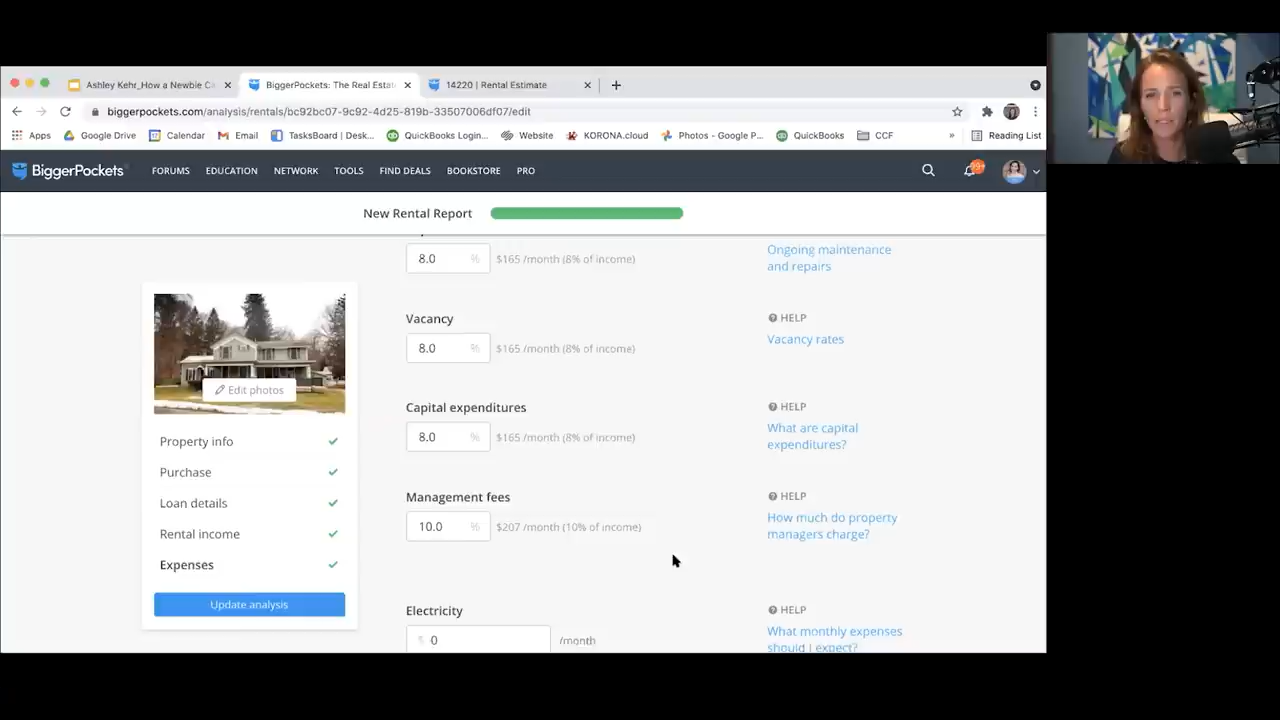 Ashley Kehr_How a Newbie Ca
BiggerPockets: The Real Estat
14220 | Rental Estimate
biggerpockets.com/analysis/rentals/bc92bc07-9c92-4d25-819b-33507006df07/edit
Apps
Google Drive
Calendar
Email
TasksBoard | Desk...
QuickBooks Login...
Website
KORONA.cloud
Photos - Google P...
QuickBooks
CCF
»
Reading List
BiggerPockets
FORUMS
EDUCATION
NETWORK
TOOLS
FIND DEALS
BOOKSTORE
PRO
99+
New Rental Report
8.0 %
$165 /month (8% of income)
Ongoing maintenance
and repairs
Vacancy
8.0 %
$165 /month (8% of income)
HELP
Vacancy rates
Edit photos
Capital expenditures
8.0 %
$165 /month (8% of income)
HELP
What are capital
expenditures?
Property info
Purchase
Loan details
Rental income
Expenses
Update analysis
Management fees
10.0 %
$207 /month (10% of income)
HELP
How much do property
managers charge?
Electricity
$ 0
/month
HELP
What monthly expenses
should I expect?